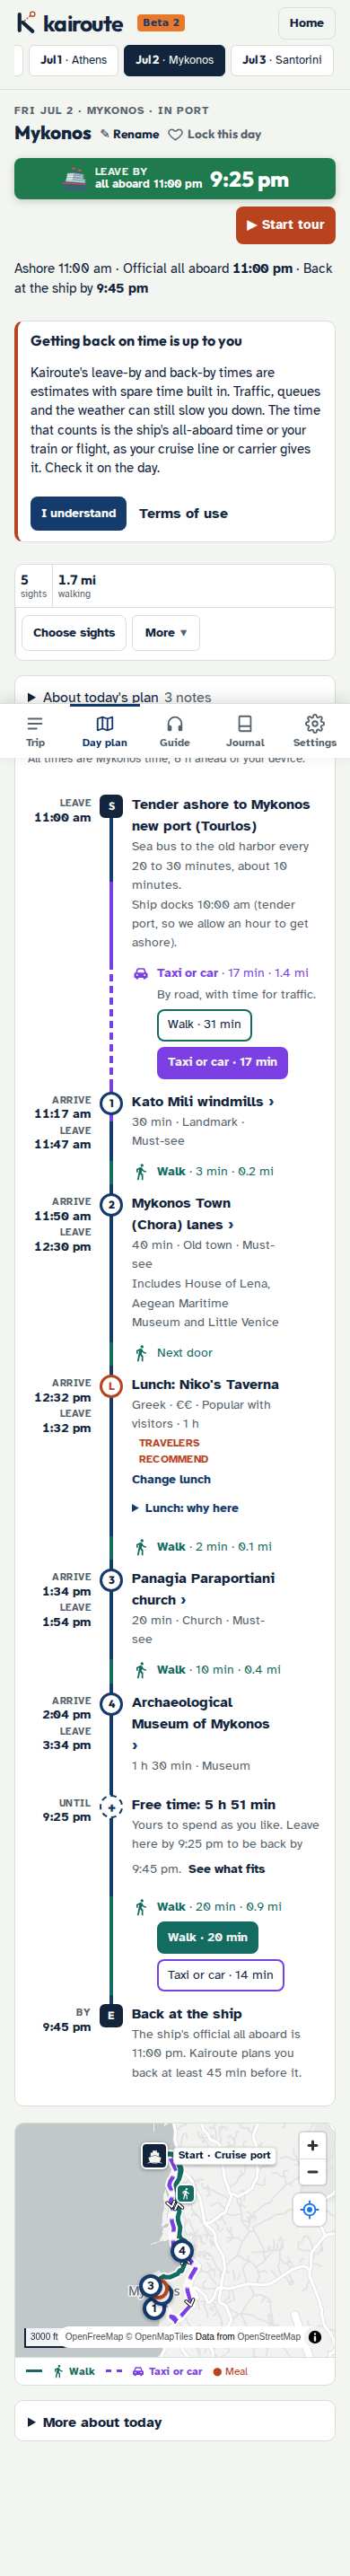 kairoute
Beta 2
Home
Jul 1 · Athens
Jul 2 · Mykonos
Jul 3 · Santorini
FRI JUL 2 · MYKONOS · IN PORT
Mykonos
✎ Rename
Lock this day
LEAVE BY
all aboard 11:00 pm
9:25 pm
▶ Start tour
Ashore 11:00 am · Official all aboard 11:00 pm · Back
at the ship by 9:45 pm
Getting back on time is up to you
Kairoute's leave-by and back-by times are
estimates with spare time built in. Traffic, queues
and the weather can still slow you down. The time
that counts is the ship's all-aboard time or your
train or flight, as your cruise line or carrier gives
it. Check it on the day.
I understand
Terms of use
5
sights
1.7 mi
walking
Choose sights
More ▾
▶ About today's plan 3 notes
Trip
Day plan
Guide
Journal
Settings
All times are Mykonos time, 6 h ahead of your device.
LEAVE
11:00 am
S
Tender ashore to Mykonos
new port (Tourlos)
Sea bus to the old harbor every
20 to 30 minutes, about 10
minutes.
Ship docks 10:00 am (tender
port, so we allow an hour to get
ashore).
Taxi or car · 17 min · 1.4 mi
By road, with time for traffic.
Walk · 31 min
Taxi or car · 17 min
ARRIVE
11:17 am
LEAVE
11:47 am
1
Kato Mili windmills ›
30 min · Landmark ·
Must-see
Walk · 3 min · 0.2 mi
ARRIVE
11:50 am
LEAVE
12:30 pm
2
Mykonos Town
(Chora) lanes ›
40 min · Old town · Must-
see
Includes House of Lena,
Aegean Maritime
Museum and Little Venice
Next door
ARRIVE
12:32 pm
LEAVE
1:32 pm
L
Lunch: Niko's Taverna
Greek · €€ · Popular with
visitors · 1 h
TRAVELERS
RECOMMEND
Change lunch
▶ Lunch: why here
Walk · 2 min · 0.1 mi
ARRIVE
1:34 pm
LEAVE
1:54 pm
3
Panagia Paraportiani
church ›
20 min · Church · Must-
see
Walk · 10 min · 0.4 mi
ARRIVE
2:04 pm
LEAVE
3:34 pm
4
Archaeological
Museum of Mykonos
›
1 h 30 min · Museum
UNTIL
9:25 pm
+
Free time: 5 h 51 min
Yours to spend as you like. Leave
here by 9:25 pm to be back by
9:45 pm. See what fits
Walk · 20 min · 0.9 mi
Walk · 20 min
Taxi or car · 14 min
BY
9:45 pm
E
Back at the ship
The ship's official all aboard is
11:00 pm. Kairoute plans you
back at least 45 min before it.
Start · Cruise port
+
−
4
3
1
3000 ft
OpenFreeMap © OpenMapTiles Data from OpenStreetMap
Walk
Taxi or car
Meal
▶ More about today